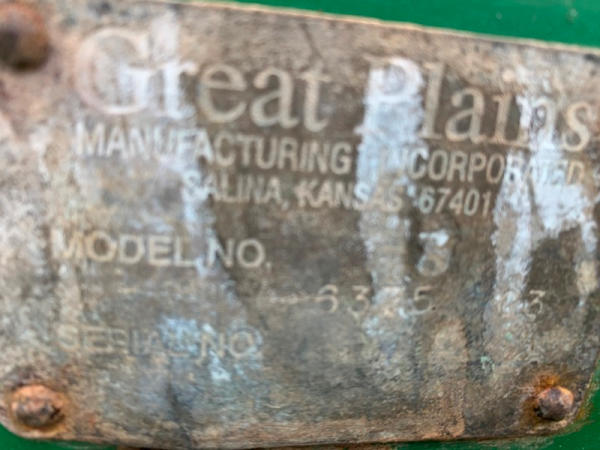 Great Plains
MANUFACTURING INCORPORATED
SALINA, KANSAS 67401
MODEL NO.
SERIAL NO.